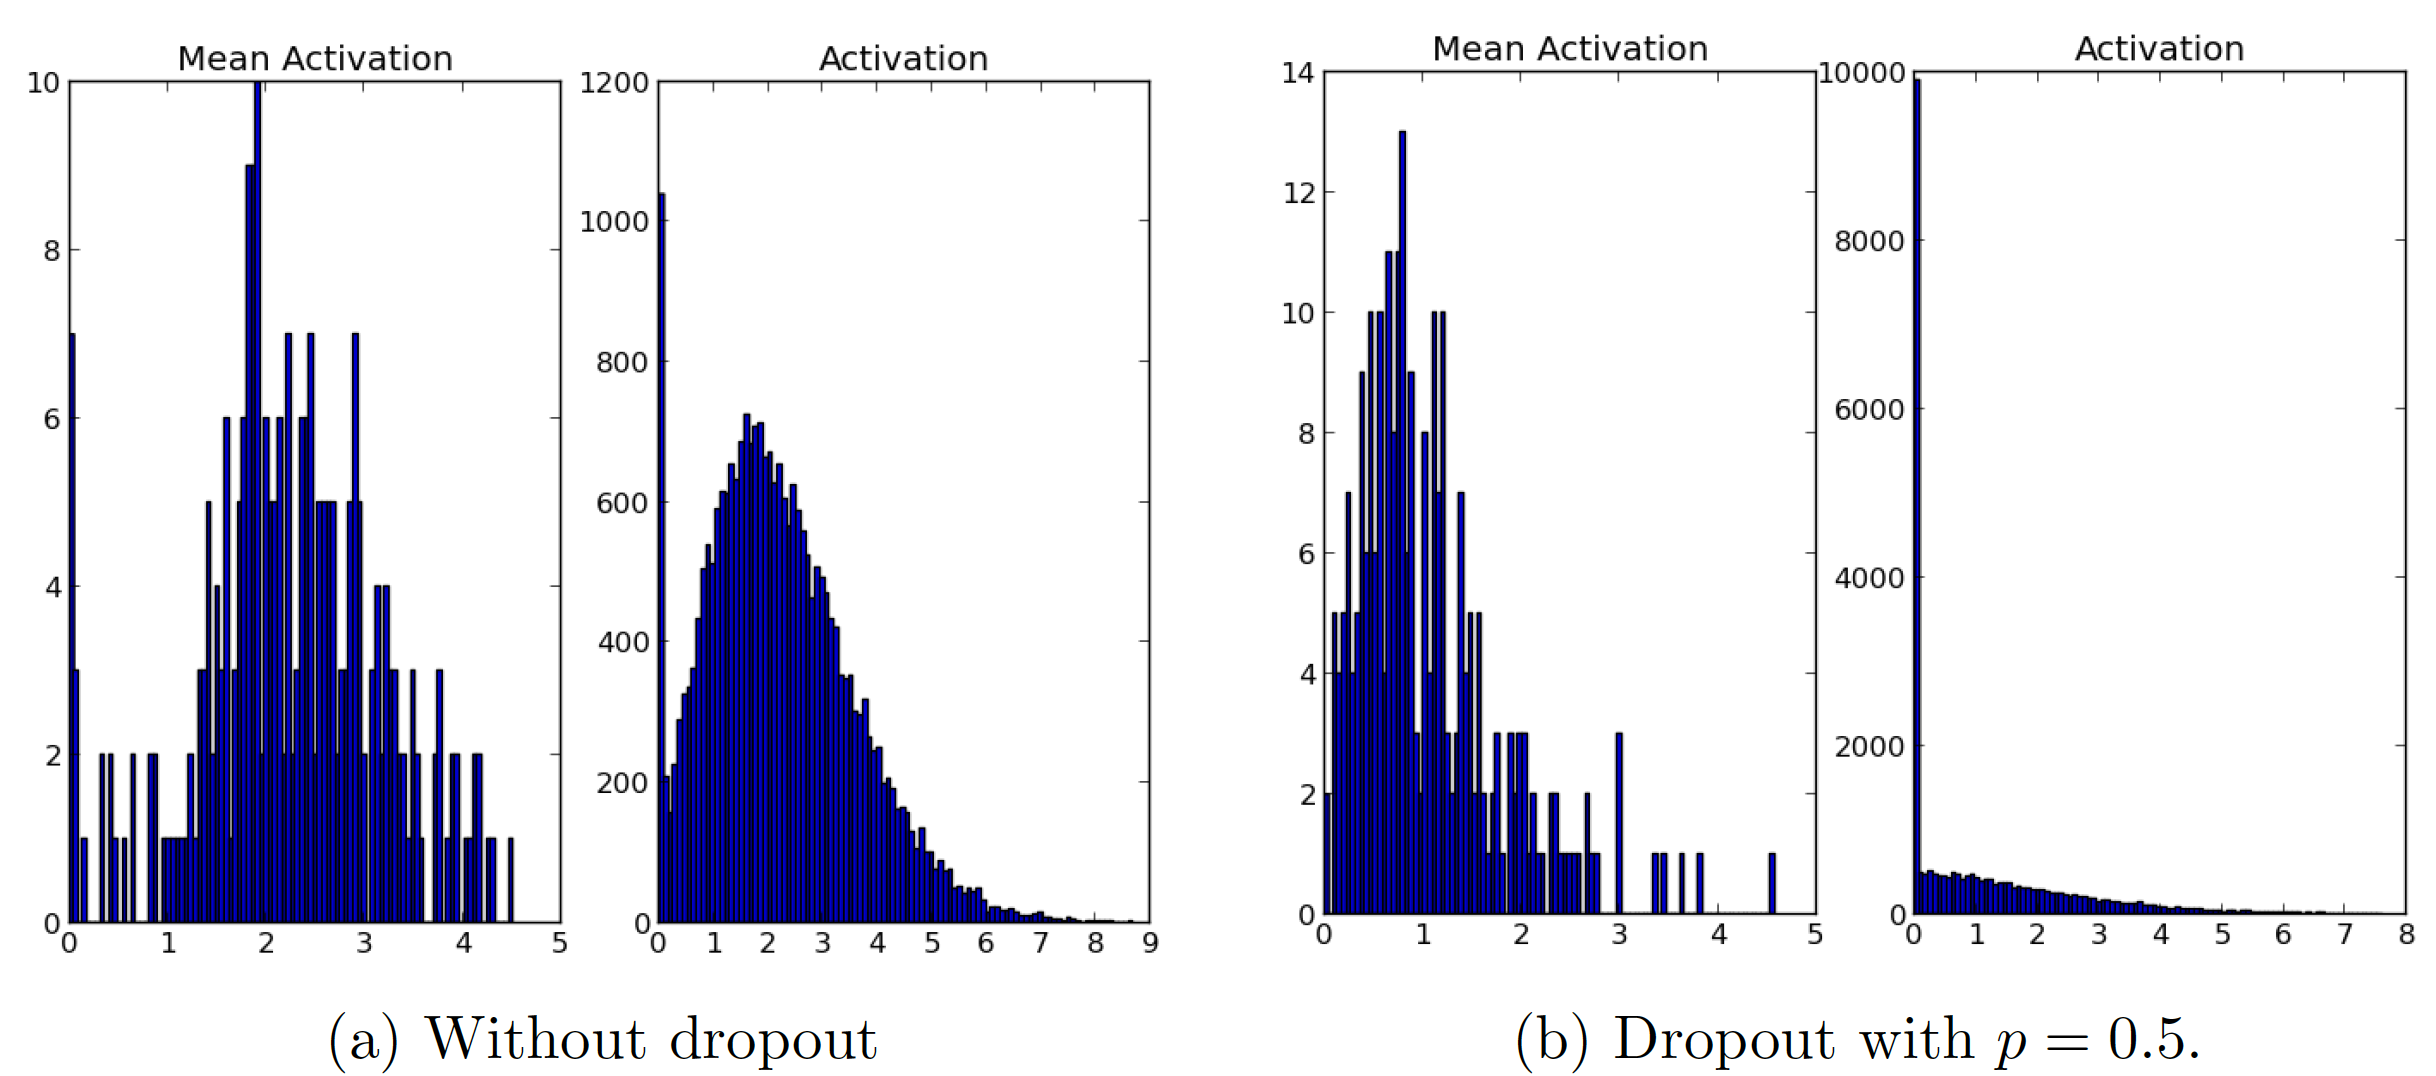 Mean Activation
10
8
6
4
2
0
0 1 2 3 4 5
Activation
1200
1000
800
600
400
200
0
0 1 2 3 4 5 6 7 8 9
(a) Without dropout
Mean Activation
14
12
10
8
6
4
2
0
0 1 2 3 4 5
Activation
10000
8000
6000
4000
2000
0
0 1 2 3 4 5 6 7 8
(b) Dropout with p = 0.5.